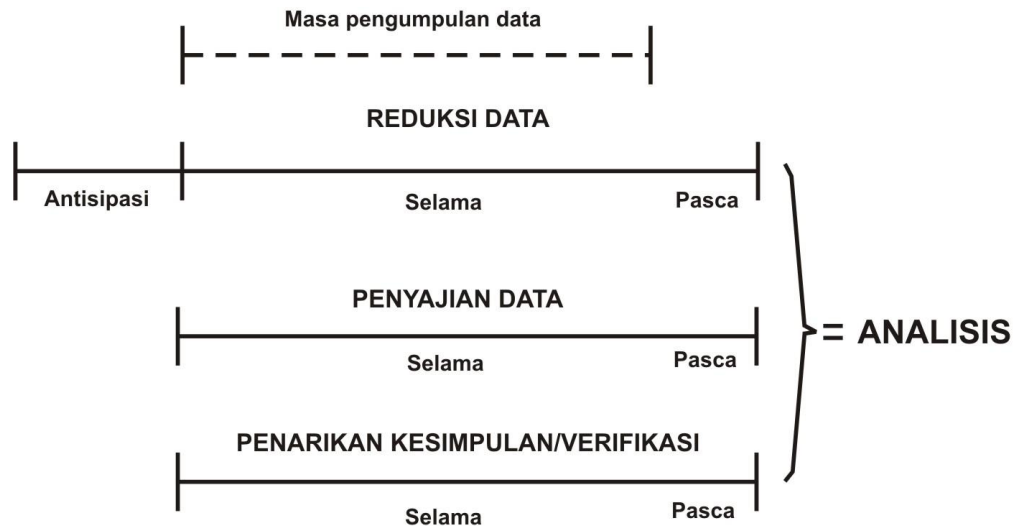 Masa pengumpulan data
REDUKSI DATA
Antisipasi
Selama
Pasca
PENYAJIAN DATA
Selama
Pasca
= ANALISIS
PENARIKAN KESIMPULAN/VERIFIKASI
Selama
Pasca